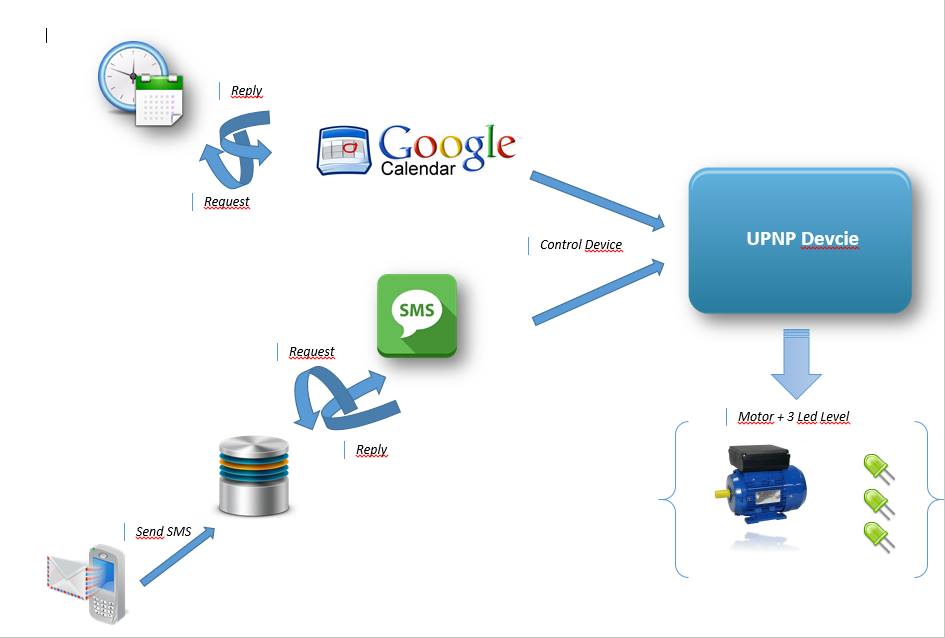 Reply
Google
Calendar
Request
Control Device
UPNP Devcie
SMS
Request
Reply
Motor + 3 Led Level
Send SMS